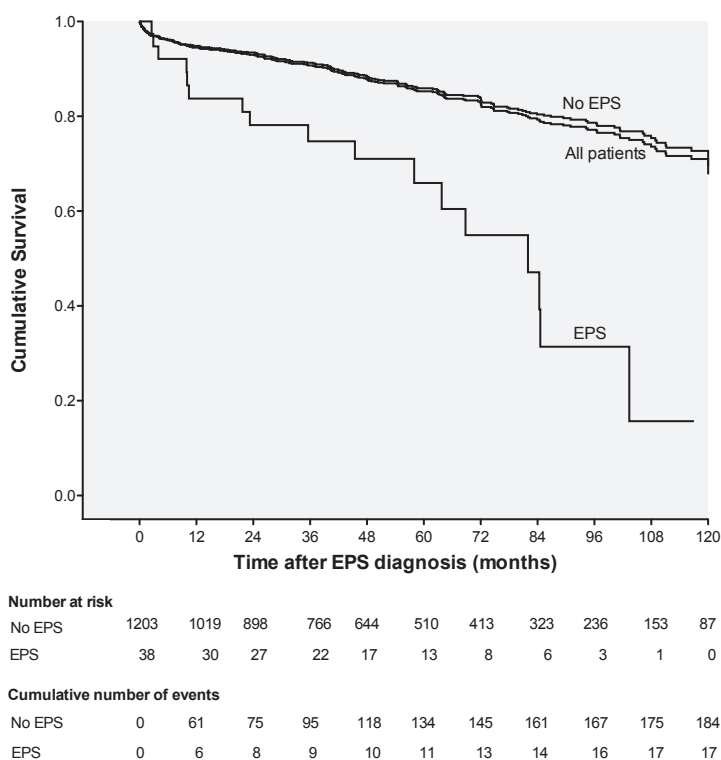 1.0
0.8
0.6
0.4
0.2
0.0
Cumulative Survival
No EPS
All patients
EPS
0 12 24 36 48 60 72 84 96 108 120
Time after EPS diagnosis (months)
Number at risk
No EPS 1203 1019 898 766 644 510 413 323 236 153 87
EPS 38 30 27 22 17 13 8 6 3 1 0
Cumulative number of events
No EPS 0 61 75 95 118 134 145 161 167 175 184
EPS 0 6 8 9 10 11 13 14 16 17 17